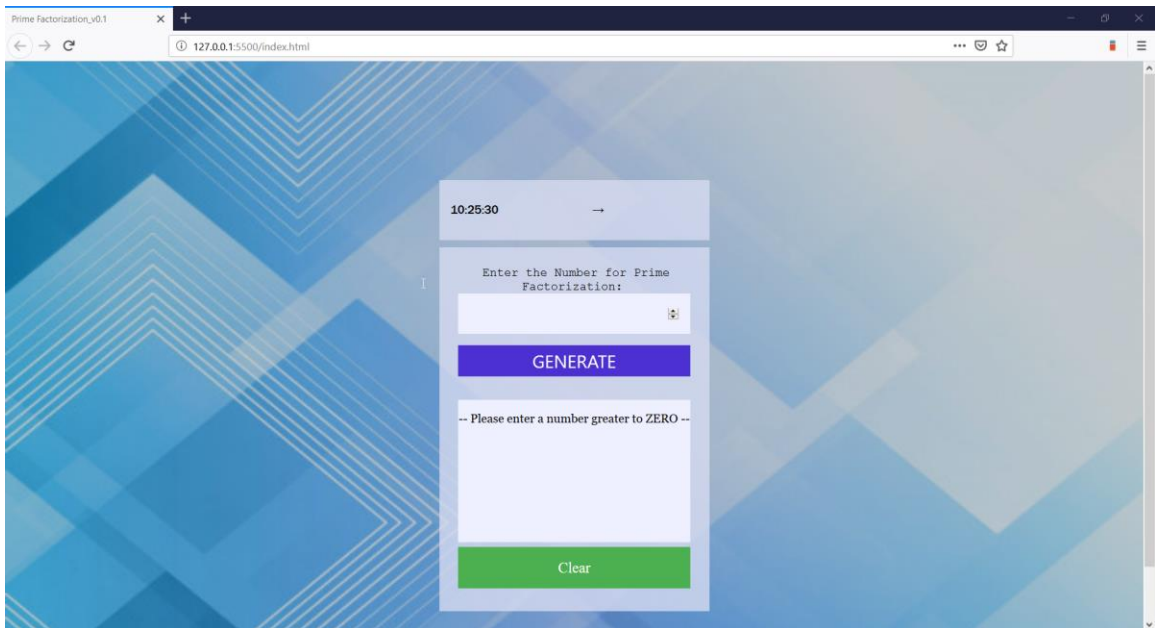 Prime Factorization_v0.1
127.0.0.1:5500/index.html
10:25:30 →
Enter the Number for Prime
Factorization:
GENERATE
-- Please enter a number greater to ZERO --
Clear